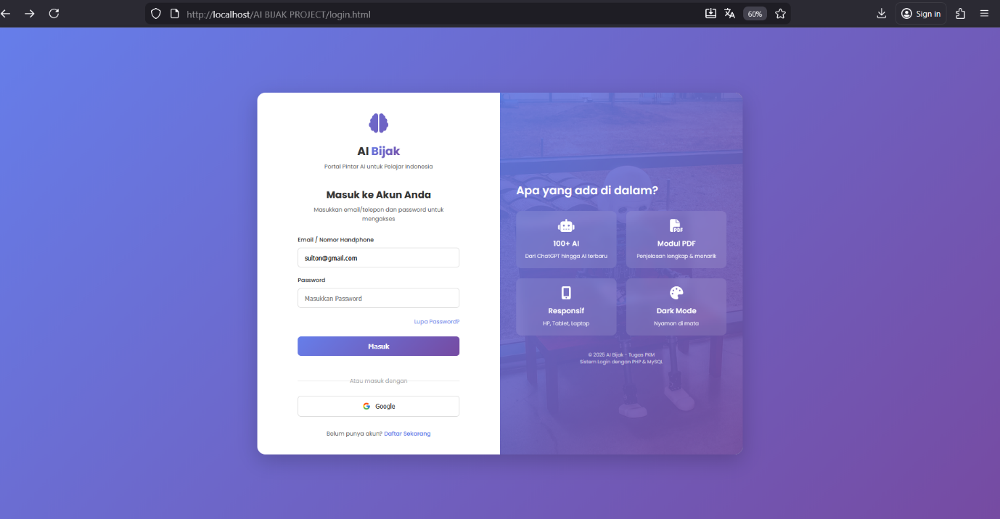 http://localhost/AI BIJAK PROJECT/login.html
60%
Sign in
AI Bijak
Portal Pintar AI untuk Pelajar Indonesia
Masuk ke Akun Anda
Masukkan email/telepon dan password untuk
mengakses
Email / Nomor Handphone
sulton@gmail.com
Password
Masukkan Password
Lupa Password?
Masuk
Atau masuk dengan
Google
Belum punya akun? Daftar Sekarang
Apa yang ada di dalam?
100+ AI
Dari ChatGPT hingga AI terbaru
PDF
Modul PDF
Penjelasan lengkap & menarik
Responsif
HP, Tablet, Laptop
Dark Mode
Nyaman di mata
© 2025 AI Bijak - Tugas PKM
Sistem Login dengan PHP & MySQL